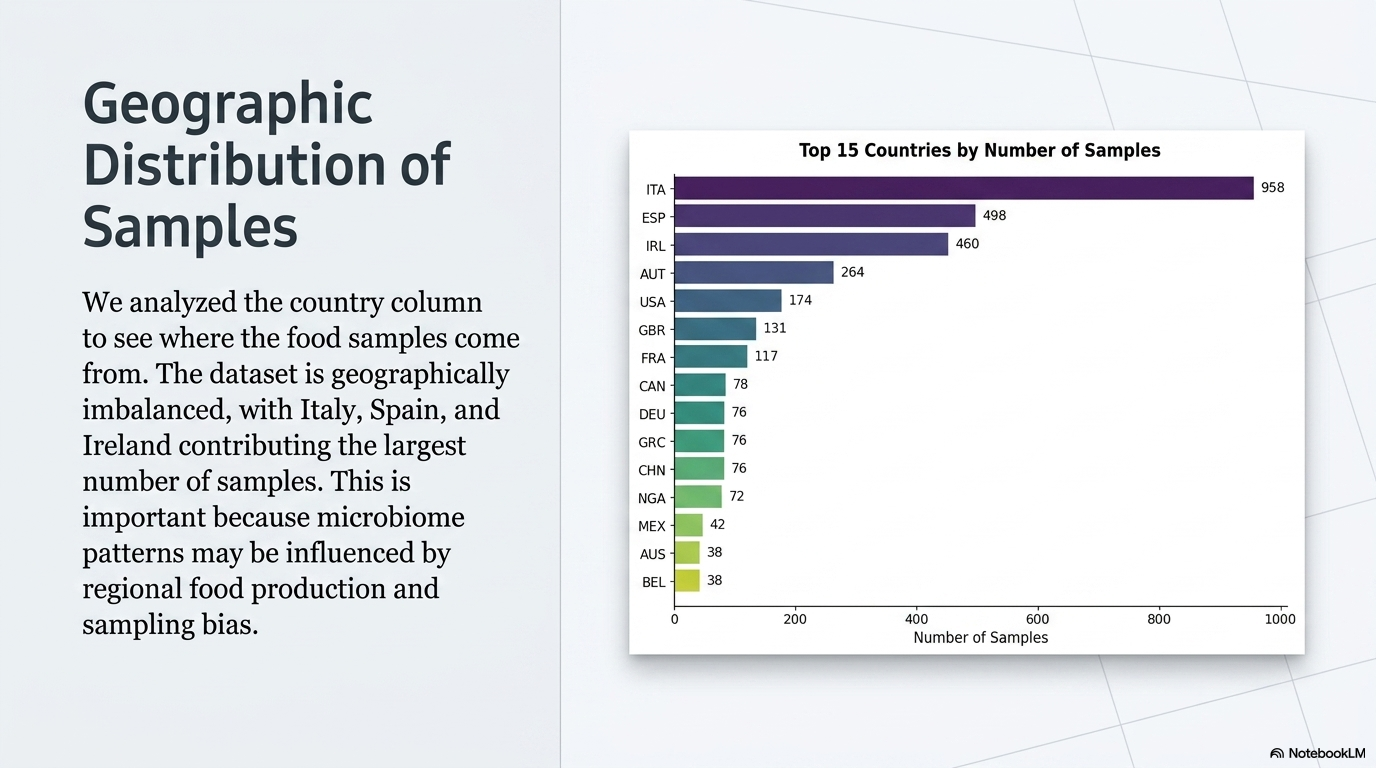 Geographic
Distribution of
Samples
We analyzed the country column
to see where the food samples come
from. The dataset is geographically
imbalanced, with Italy, Spain, and
Ireland contributing the largest
number of samples. This is
important because microbiome
patterns may be influenced by
regional food production and
sampling bias.
Top 15 Countries by Number of Samples
ITA 958
ESP 498
IRL 460
AUT 264
USA 174
GBR 131
FRA 117
CAN 78
DEU 76
GRC 76
CHN 76
NGA 72
MEX 42
AUS 38
BEL 38
0 200 400 600 800 1000
Number of Samples
NotebookLM